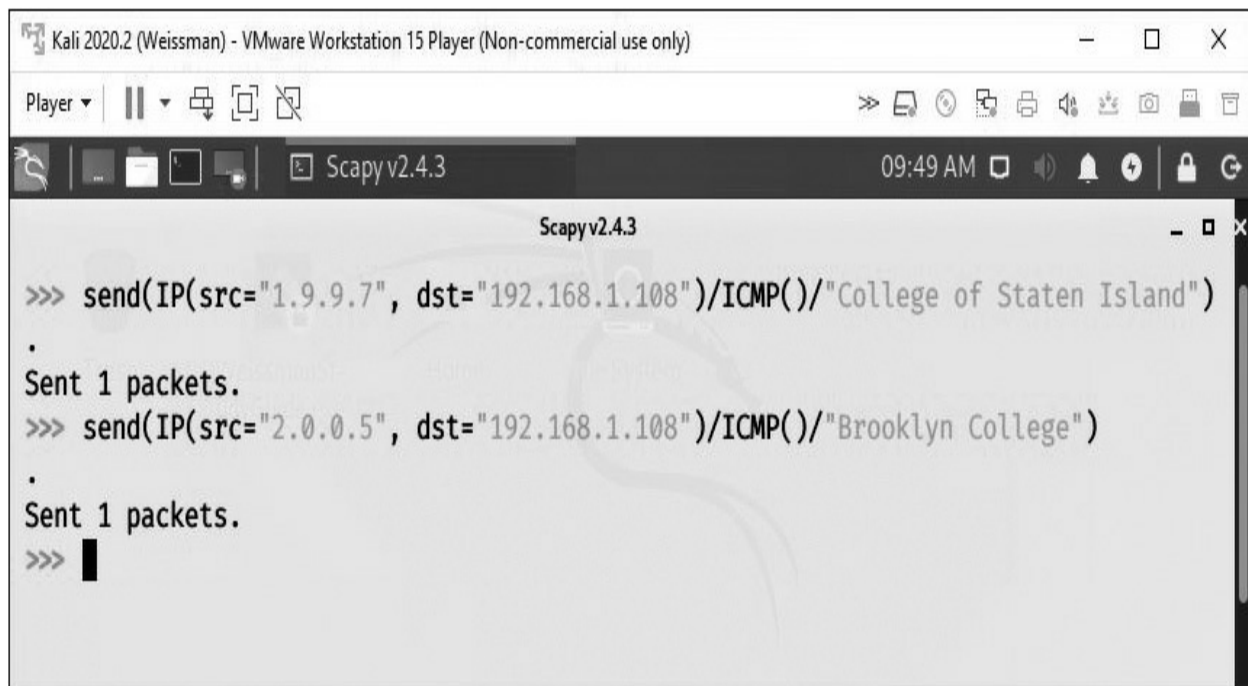 Kali 2020.2 (Weissman) - VMware Workstation 15 Player (Non-commercial use only)
Player
Scapy v2.4.3
09:49 AM
Scapy v2.4.3
>>> send(IP(src="1.9.9.7", dst="192.168.1.108")/ICMP()/"College of Staten Island")
.
Sent 1 packets.
>>> send(IP(src="2.0.0.5", dst="192.168.1.108")/ICMP()/"Brooklyn College")
.
Sent 1 packets.
>>>